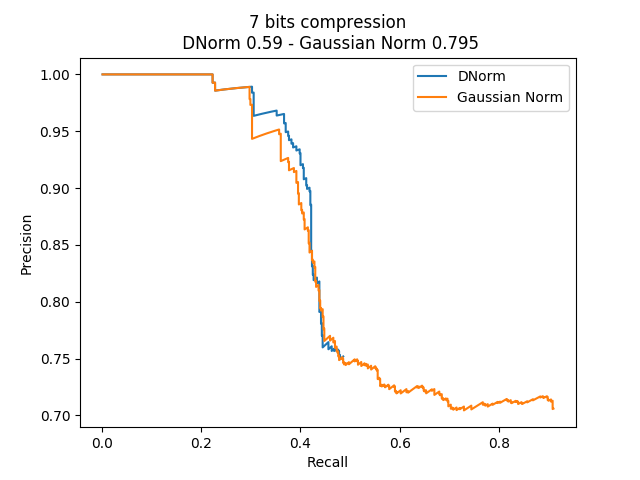 7 bits compression
DNorm 0.59 - Gaussian Norm 0.795
DNorm
Gaussian Norm
1.00
0.95
0.90
0.85
0.80
0.75
0.70
Precision
0.0
0.2
0.4
0.6
0.8
Recall